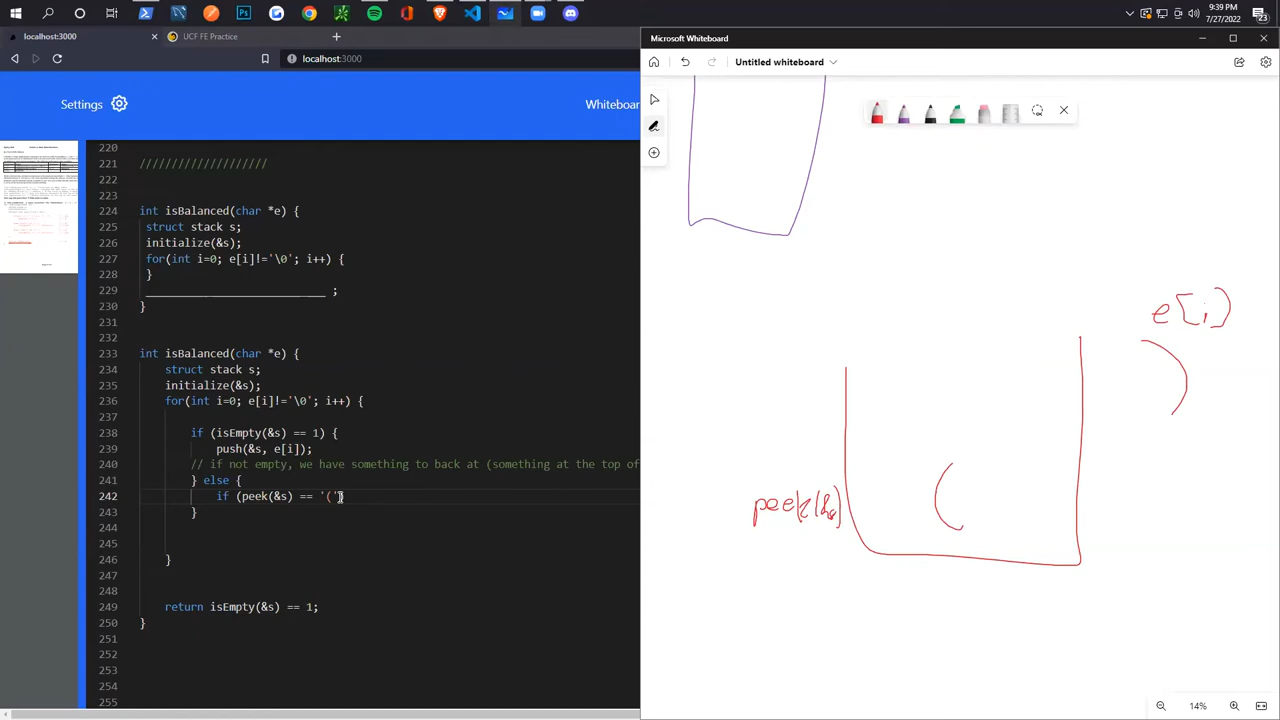 9:39 PM
7/27/2022
23
localhost:3000
UCF FE Practice
localhost:3000
Settings
Whiteboar
220
221 //////////////////
222
223
224 int isBalanced(char *e) {
225 struct stack s;
226 initialize(&s);
227 for(int i=0; e[i]!='\0'; i++) {
228 }
229 ____________________________ ;
230 }
231
232
233 int isBalanced(char *e) {
234 struct stack s;
235 initialize(&s);
236 for(int i=0; e[i]!='\0'; i++) {
237
238 if (isEmpty(&s) == 1) {
239 push(&s, e[i]);
240 // if not empty, we have something to back at (something at the top of
241 } else {
242 if (peek(&s) == '(')
243 }
244
245
246 }
247
248
249 return isEmpty(&s) == 1;
250 }
251
252
253
254
255
Microsoft Whiteboard
Untitled whiteboard
e[i]
)
(
14%